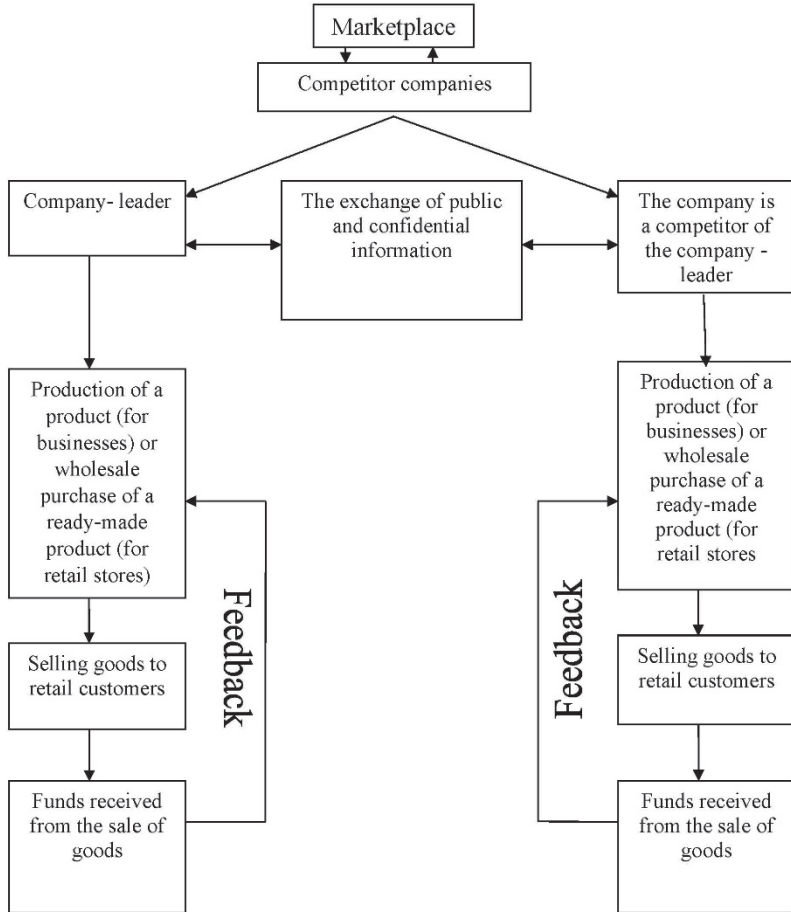 Marketplace
Competitor companies
Company- leader
The exchange of public
and confidential
information
The company is
a competitor of
the company -
leader
Production of a
product (for
businesses) or
wholesale
purchase of a
ready-made
product (for
retail stores)
Feedback
Selling goods to
retail customers
Funds received
from the sale of
goods
Production of a
product (for
businesses) or
wholesale
purchase of a
ready-made
product (for
retail stores
Feedback
Selling goods to
retail customers
Funds received
from the sale of
goods